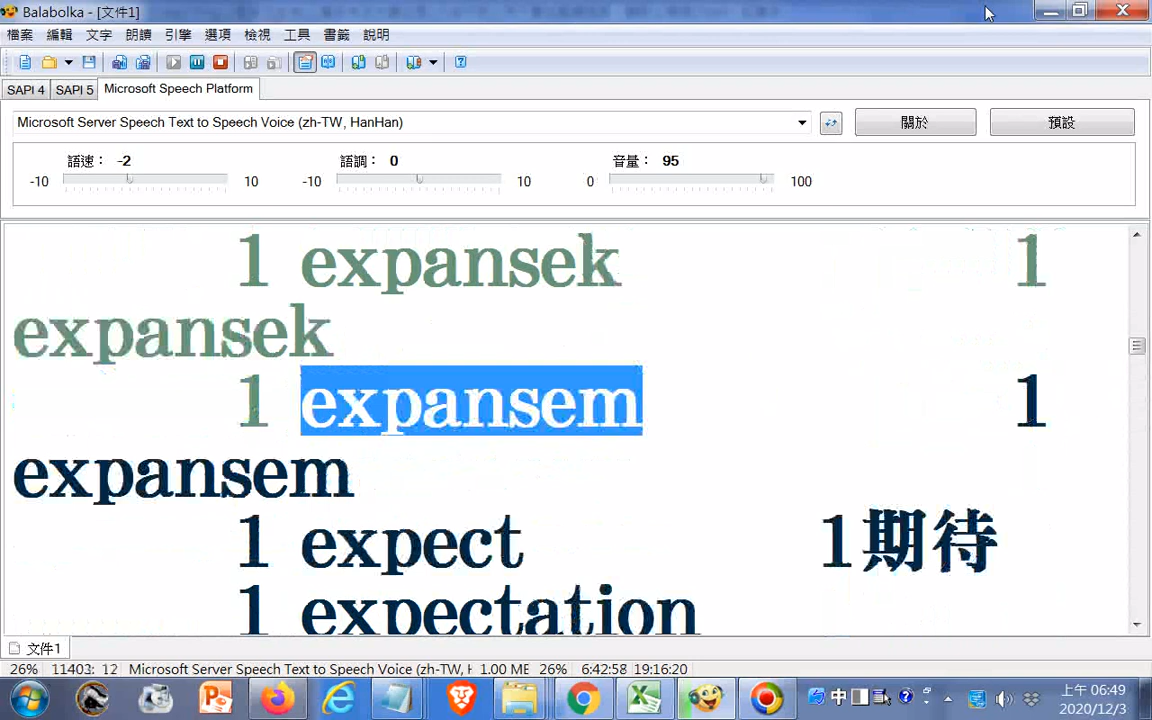 Balabolka - [文件1]
檔案 編輯 文字 朗讀 引擎 選項 檢視 工具 書籤 說明
SAPI 4 SAPI 5 Microsoft Speech Platform
Microsoft Server Speech Text to Speech Voice (zh-TW, HanHan) 關於 預設
語速： -2 語調： 0 音量： 95
-10 10 -10 10 0 100
1 expansek 1
expansek
1 expansem 1
expansem
1 expect 1期待
1 expectation
文件1
26% 11403: 12 Microsoft Server Speech Text to Speech Voice (zh-TW, 1.00 ME 26% 6:42:58 19:16:20
中 上午 06:49
2020/12/3